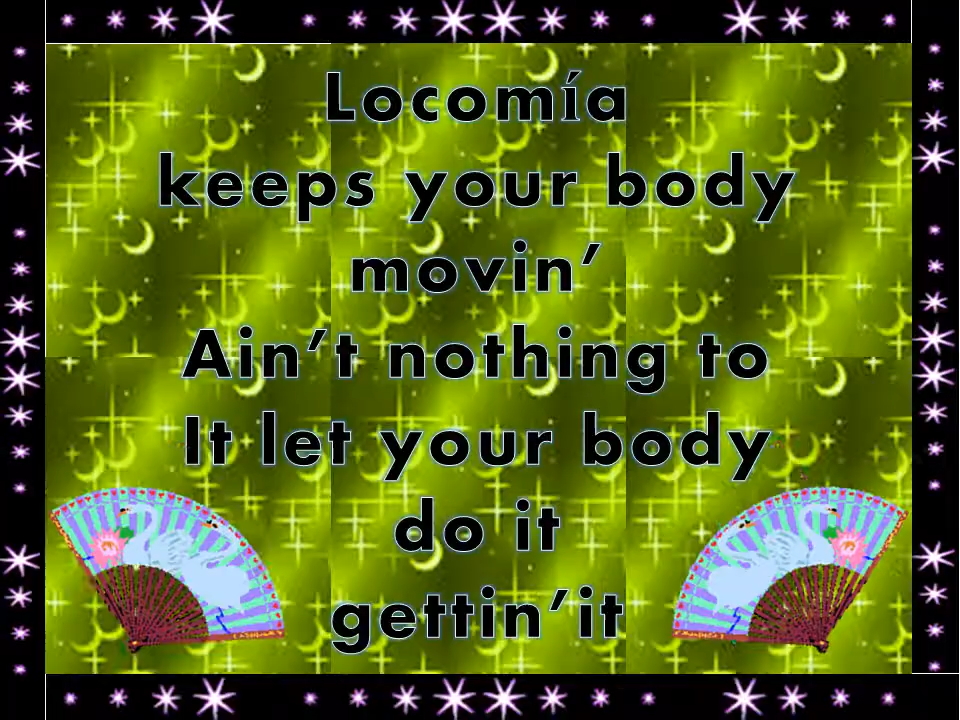 Locomía
keeps your body
movin’
Ain’t nothing to
It let your body
do it
gettin’it